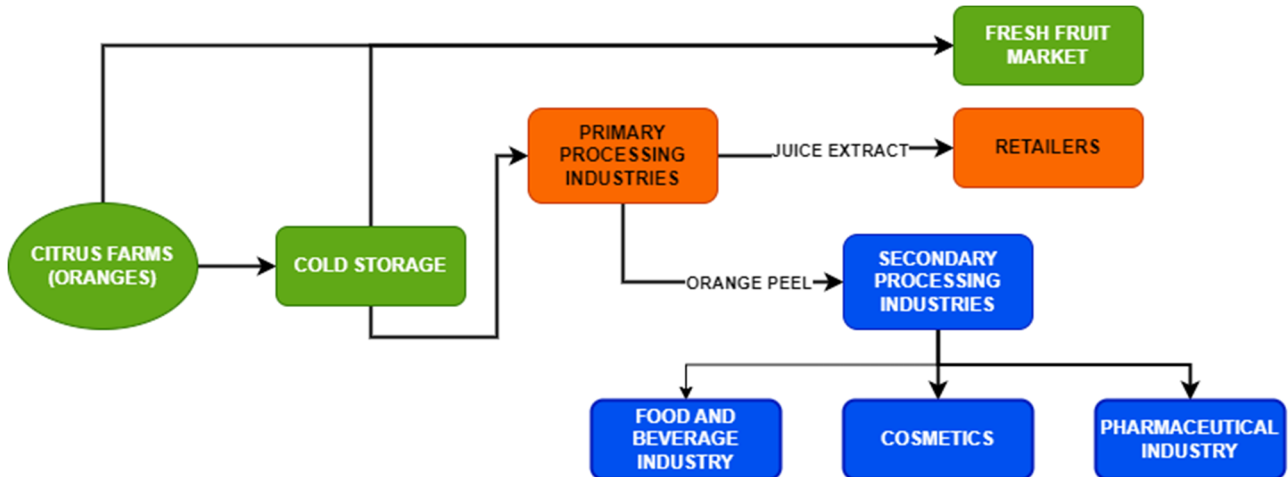 FRESH FRUIT
MARKET
PRIMARY
PROCESSING
INDUSTRIES
JUICE EXTRACT
RETAILERS
CITRUS FARMS
(ORANGES)
COLD STORAGE
ORANGE PEEL
SECONDARY
PROCESSING
INDUSTRIES
FOOD AND
BEVERAGE
INDUSTRY
COSMETICS
PHARMACEUTICAL
INDUSTRY